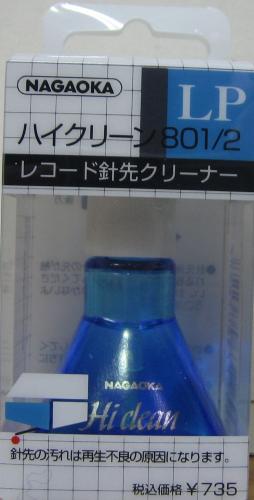 NAGAOKA
LP
ハイクリーン 801/2
レコード針先クリーナー
NAGAOKA
Hi clean
針先の汚れは再生不良の原因になります。
税込価格￥735